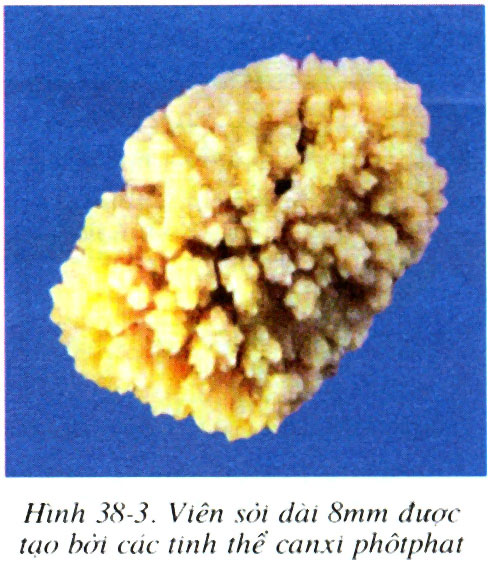 Hình 38-3. Viên sỏi dài 8mm được
tạo bởi các tinh thể canxi phôtphat